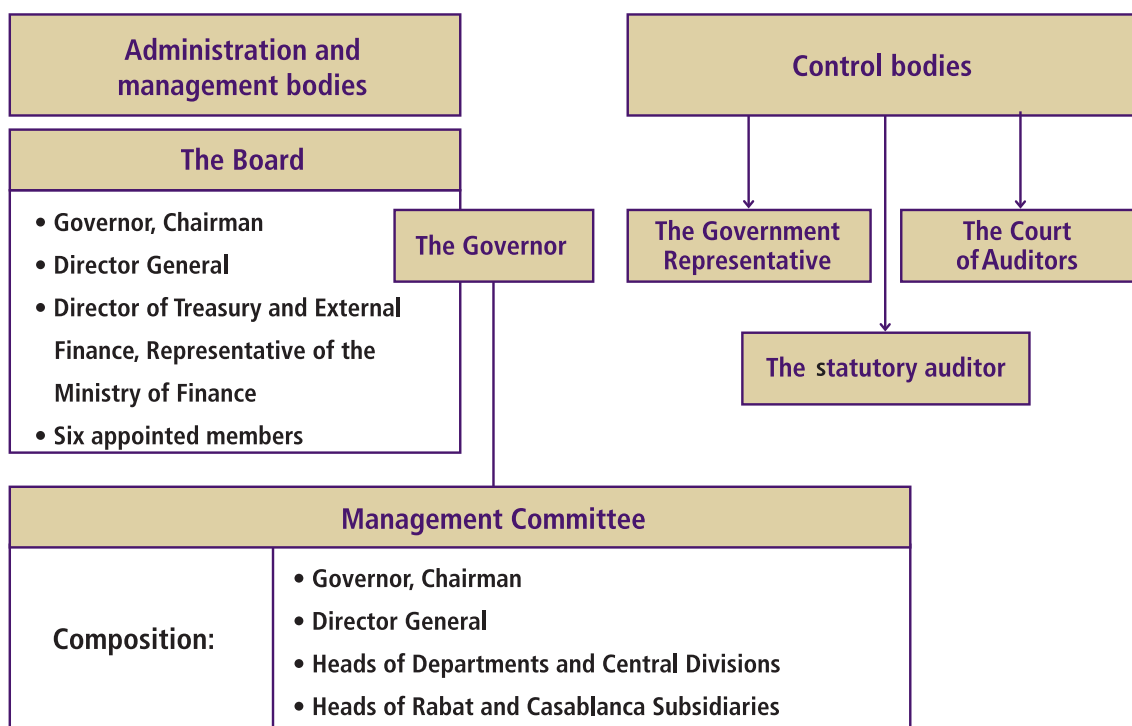 Administration and
management bodies
The Board
• Governor, Chairman
• Director General
• Director of Treasury and External
Finance, Representative of the
Ministry of Finance
• Six appointed members
The Governor
Control bodies
The Government
Representative
The Court
of Auditors
The statutory auditor
Management Committee
Composition:
• Governor, Chairman
• Director General
• Heads of Departments and Central Divisions
• Heads of Rabat and Casablanca Subsidiaries